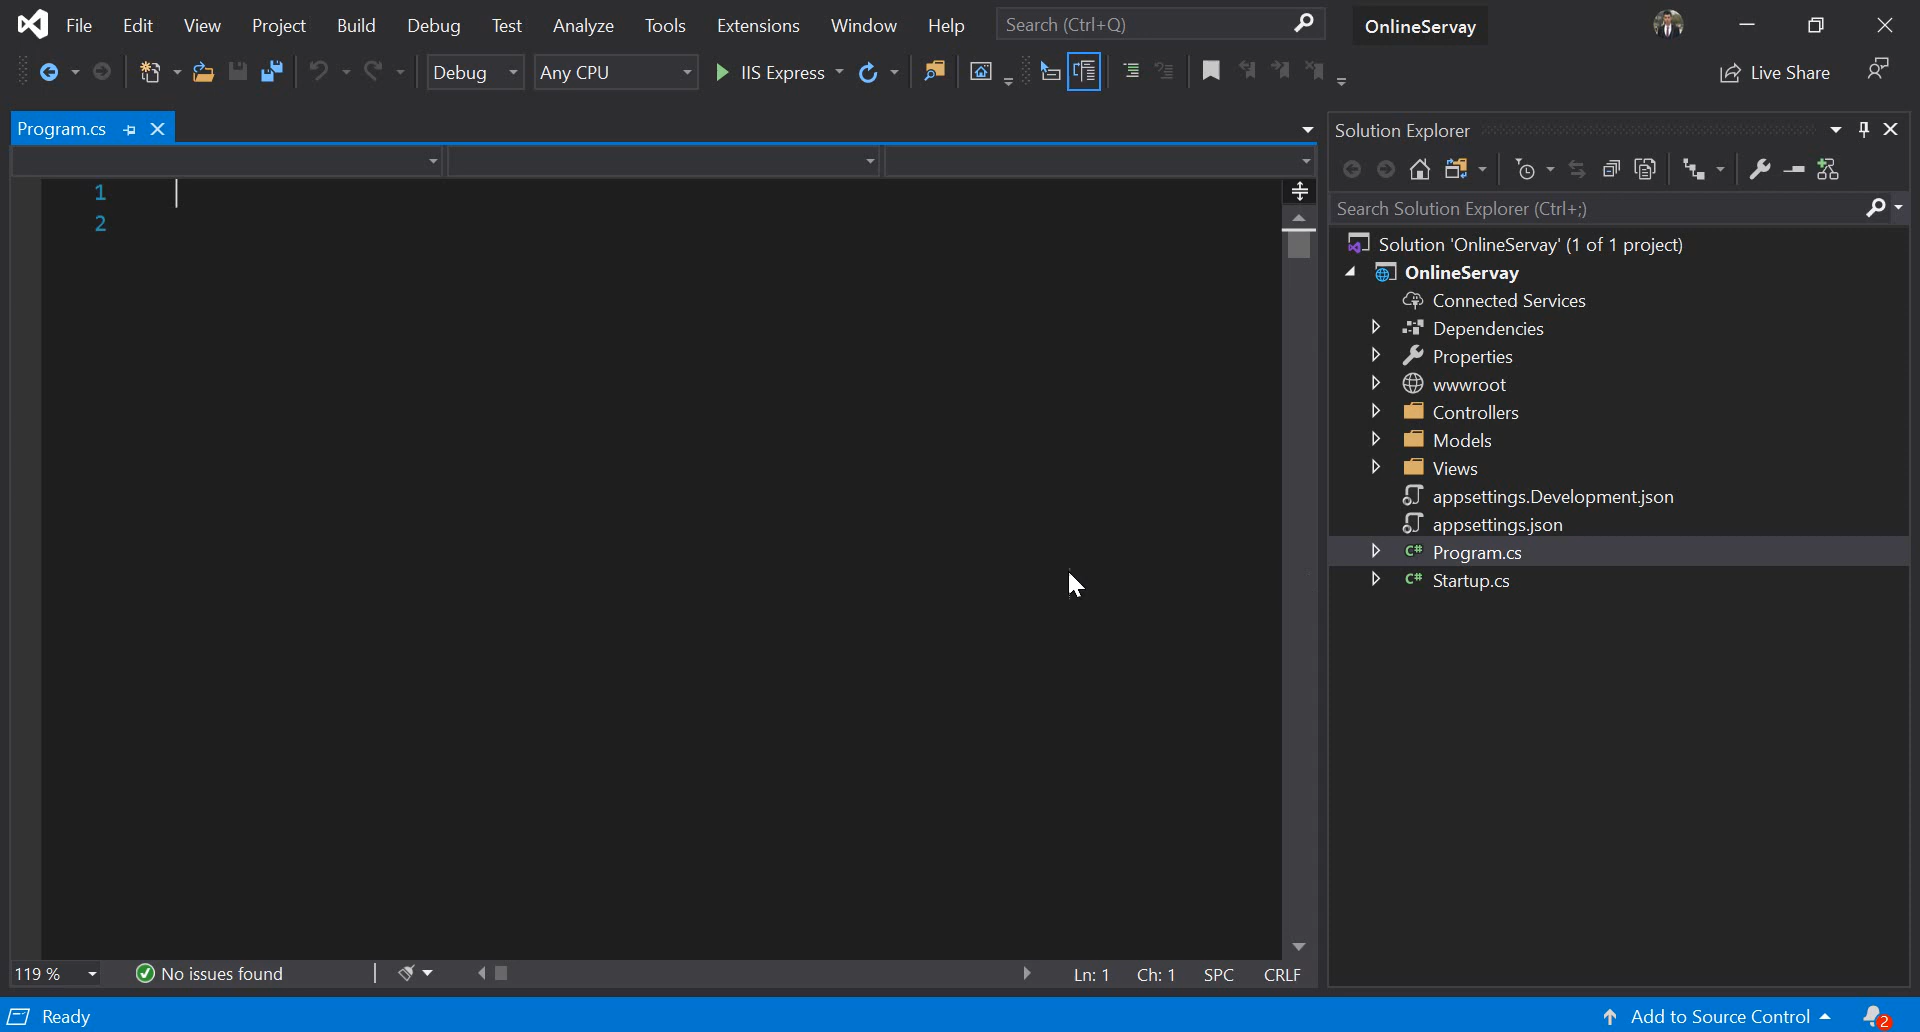 File Edit View Project Build Debug Test Analyze Tools Extensions Window Help Search (Ctrl+Q) OnlineServay
Debug Any CPU IIS Express Live Share
Program.cs
1
2
119 % No issues found Ln: 1 Ch: 1 SPC CRLF
Solution Explorer
Search Solution Explorer (Ctrl+;)
Solution 'OnlineServay' (1 of 1 project)
OnlineServay
Connected Services
Dependencies
Properties
wwwroot
Controllers
Models
Views
appsettings.Development.json
appsettings.json
C# Program.cs
C# Startup.cs
Ready Add to Source Control 2